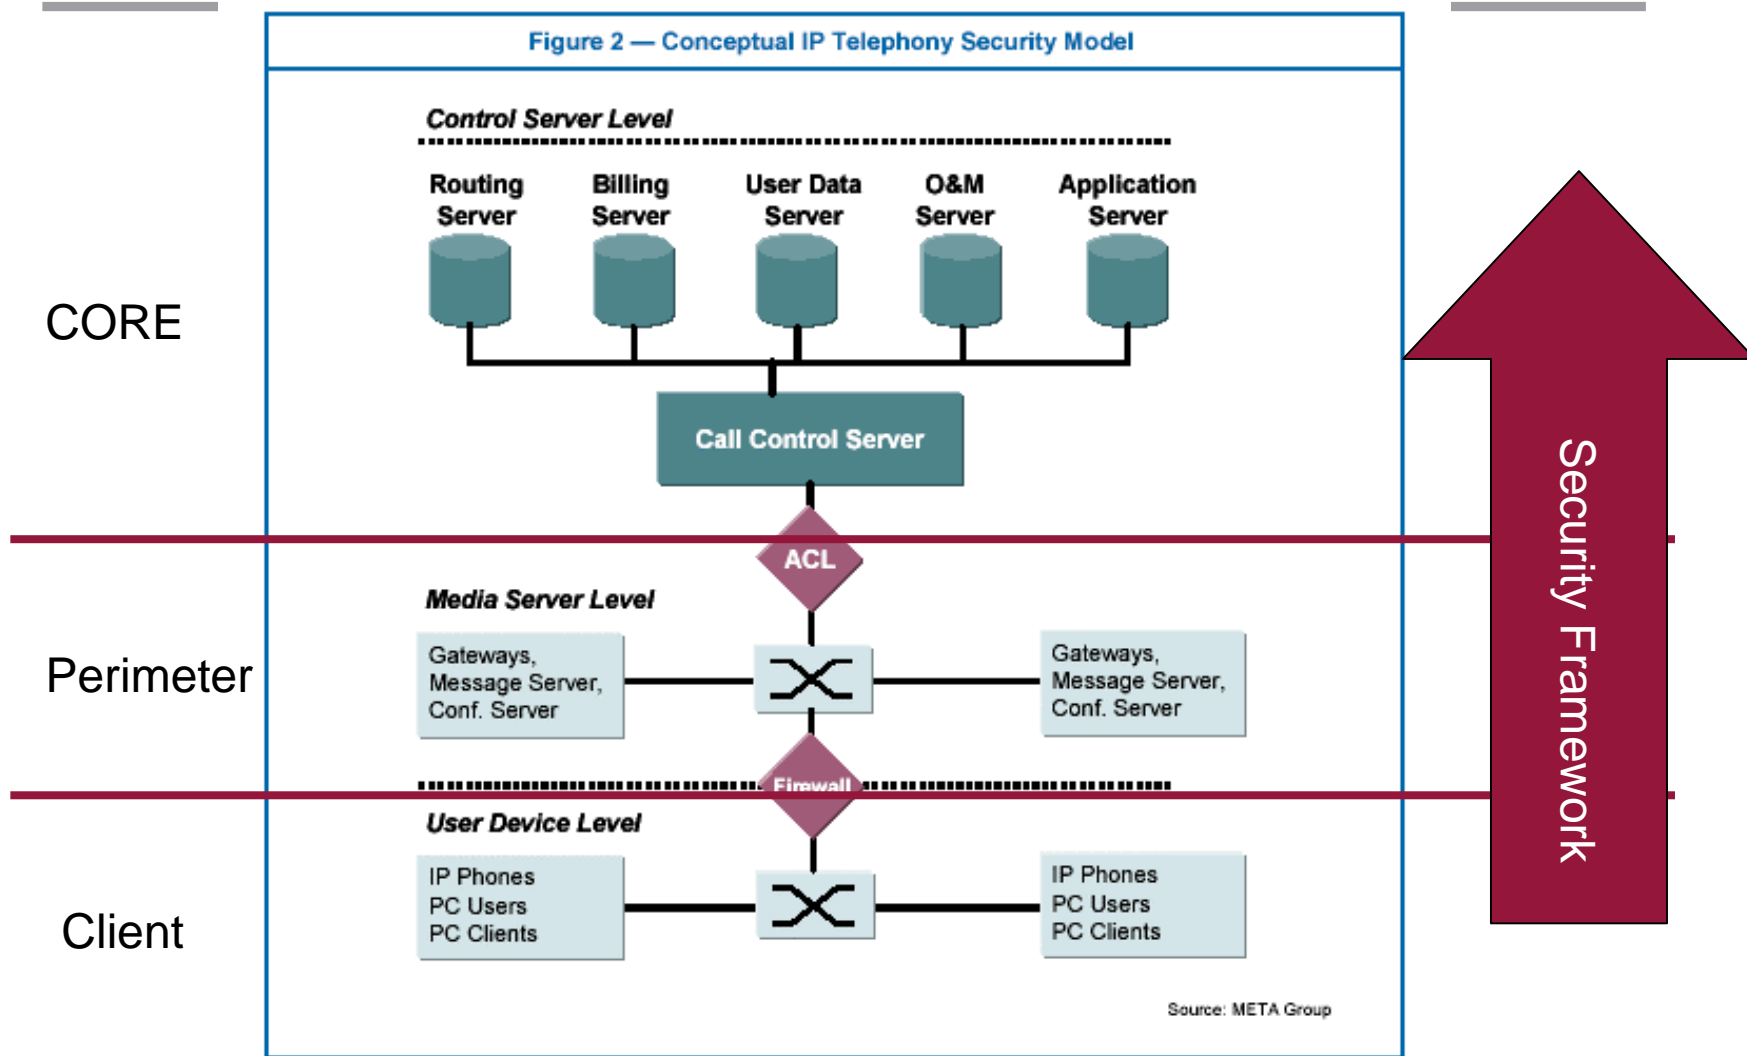 Figure 2 — Conceptual IP Telephony Security Model
Control Server Level
Routing
Server
Billing
Server
User Data
Server
O&M
Server
Application
Server
CORE
Call Control Server
Security Framework
ACL
Media Server Level
Perimeter
Gateways,
Message Server,
Conf. Server
Gateways,
Message Server,
Conf. Server
Firewall
User Device Level
Client
IP Phones
PC Users
PC Clients
IP Phones
PC Users
PC Clients
Source: META Group